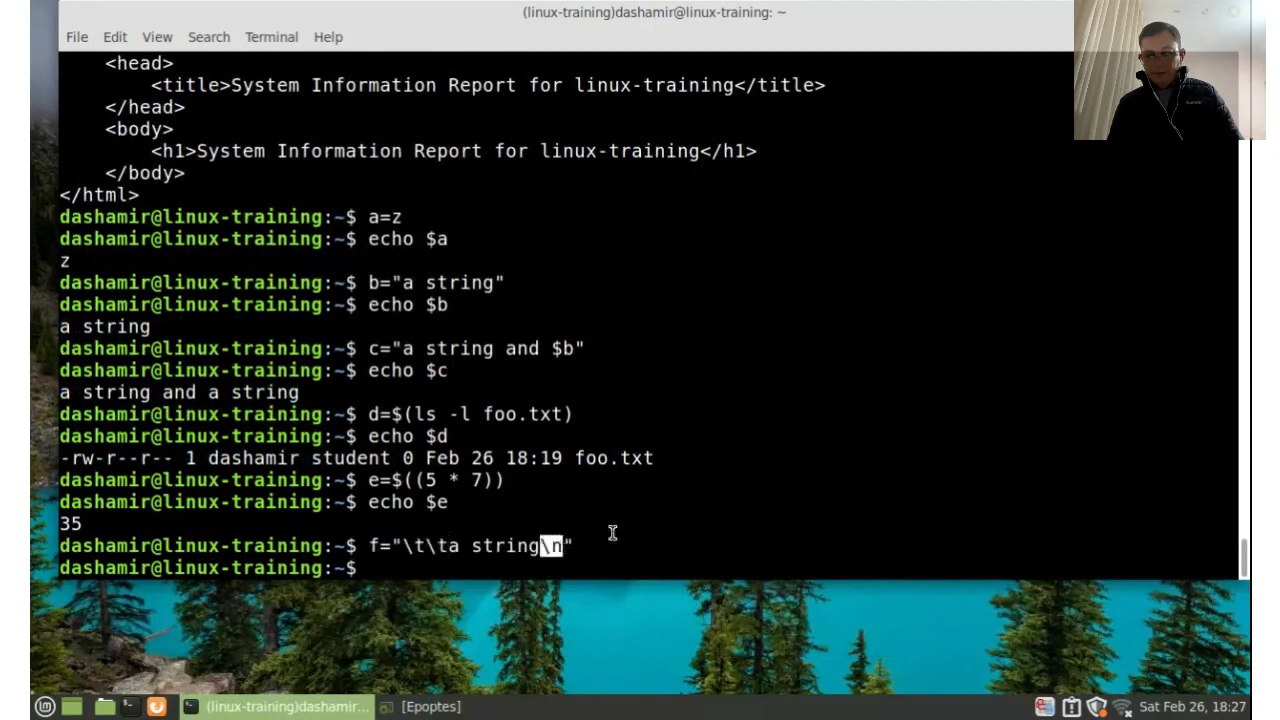 (linux-training)dashamir@linux-training: ~
File Edit View Search Terminal Help
<head>
<title>System Information Report for linux-training</title>
</head>
<body>
<h1>System Information Report for linux-training</h1>
</body>
</html>
dashamir@linux-training:~$ a=z
dashamir@linux-training:~$ echo $a
z
dashamir@linux-training:~$ b="a string"
dashamir@linux-training:~$ echo $b
a string
dashamir@linux-training:~$ c="a string and $b"
dashamir@linux-training:~$ echo $c
a string and a string
dashamir@linux-training:~$ d=$(ls -l foo.txt)
dashamir@linux-training:~$ echo $d
-rw-r--r-- 1 dashamir student 0 Feb 26 18:19 foo.txt
dashamir@linux-training:~$ e=$((5 * 7))
dashamir@linux-training:~$ echo $e
35
dashamir@linux-training:~$ f="\t\ta string\n"
dashamir@linux-training:~$
(linux-training)dashamir... [Epoptes] Sat Feb 26, 18:27